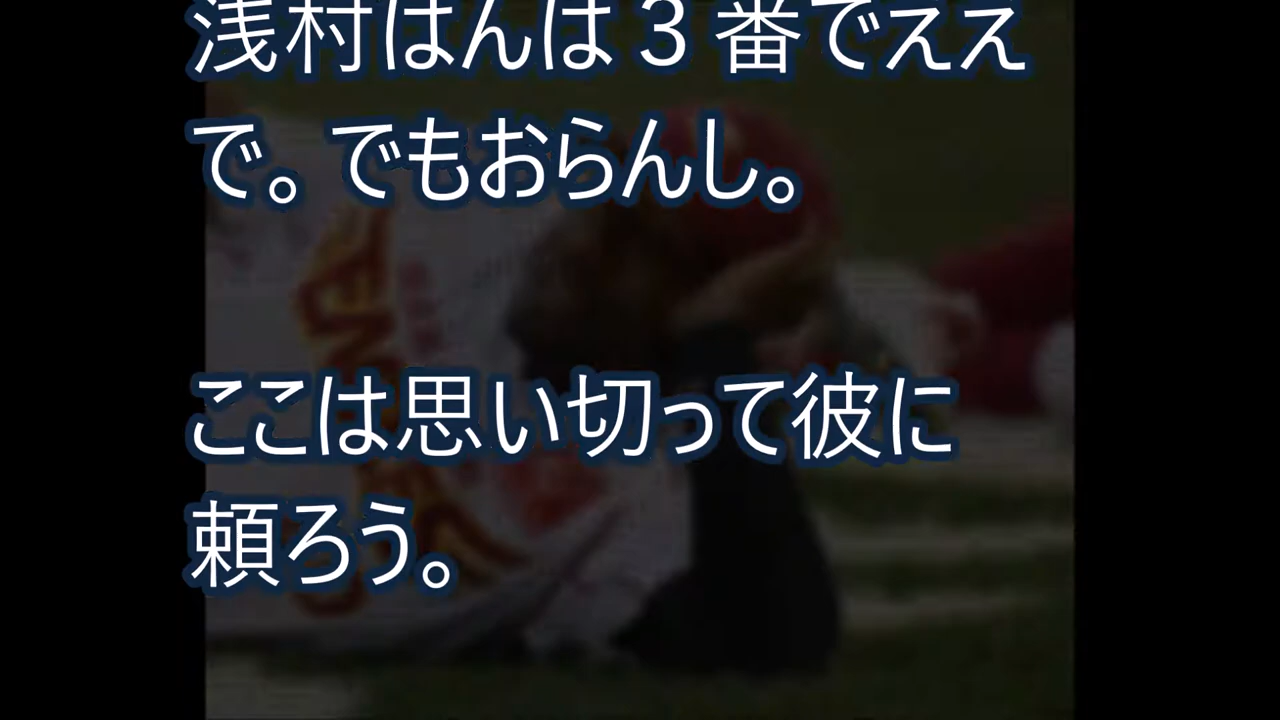 浅村はんは３番でええ
で。でもおらんし。
ここは思い切って彼に
頼ろう。